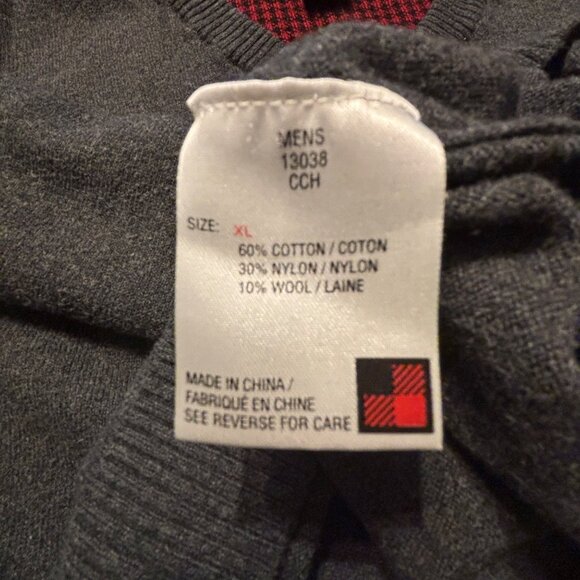 MENS
13038
CCH
SIZE: XL
60% COTTON / COTON
30% NYLON / NYLON
10% WOOL / LAINE
MADE IN CHINA /
FABRIQUÉ EN CHINE
SEE REVERSE FOR CARE